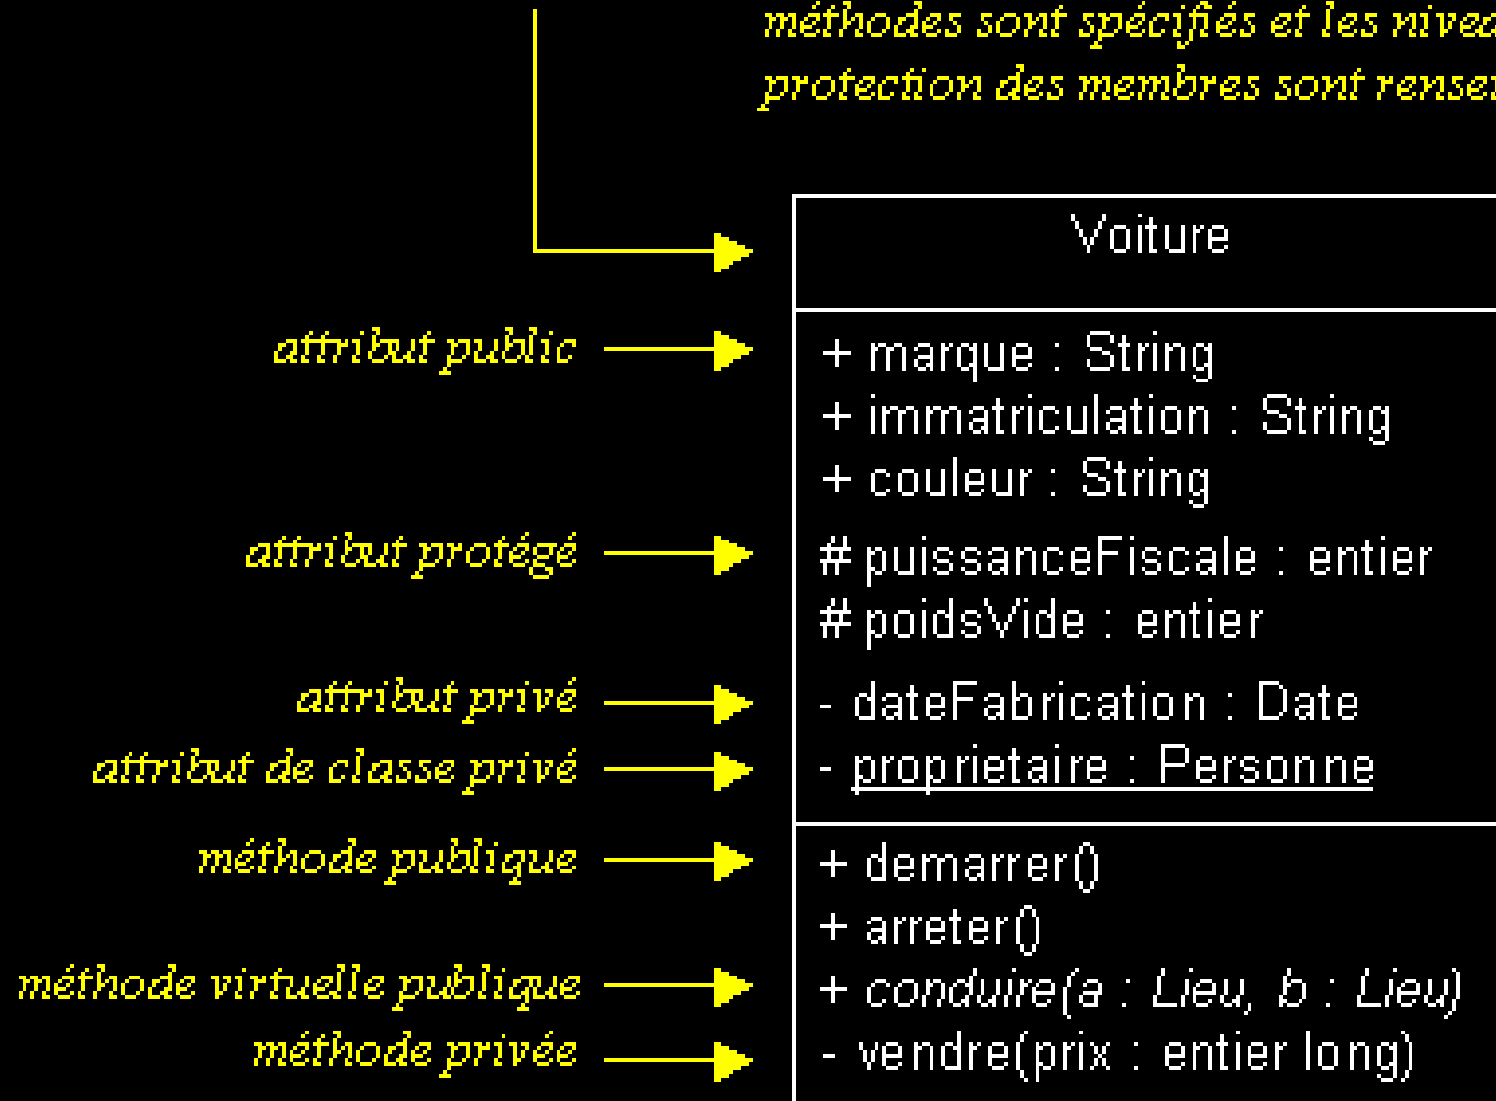 méthodes sont spécifiés et les
protection des membres sont
Voiture
attribut public
+ marque : String
+ immatriculation : String
+ couleur : String
attribut protégé
# puissanceFiscale : entier
# poidsVide : entier
attribut privé
- dateFabrication : Date
attribut de classe privé
- proprietaire : Personne
méthode publique
+ demarrer()
+ arreter()
méthode virtuelle publique
+ conduire(a : Lieu, b : Lieu)
méthode privée
- vendre(prix : entier long)